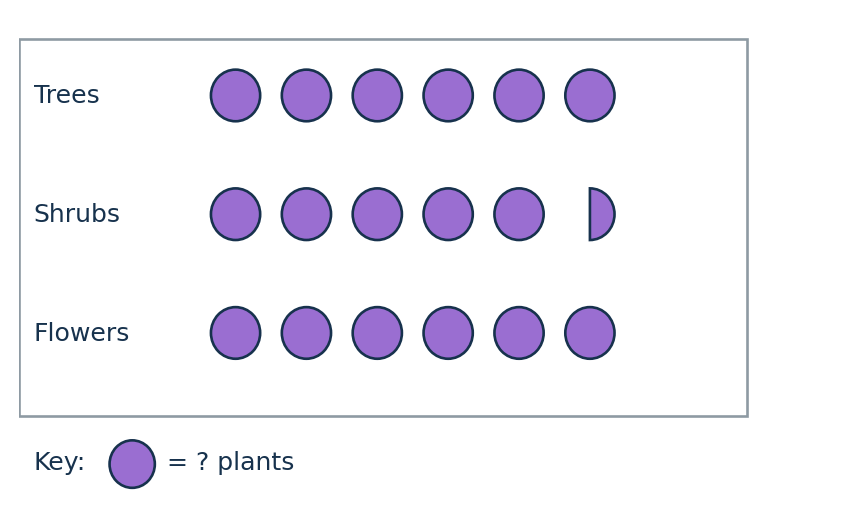 Trees
Shrubs
Flowers
Key: = ? plants